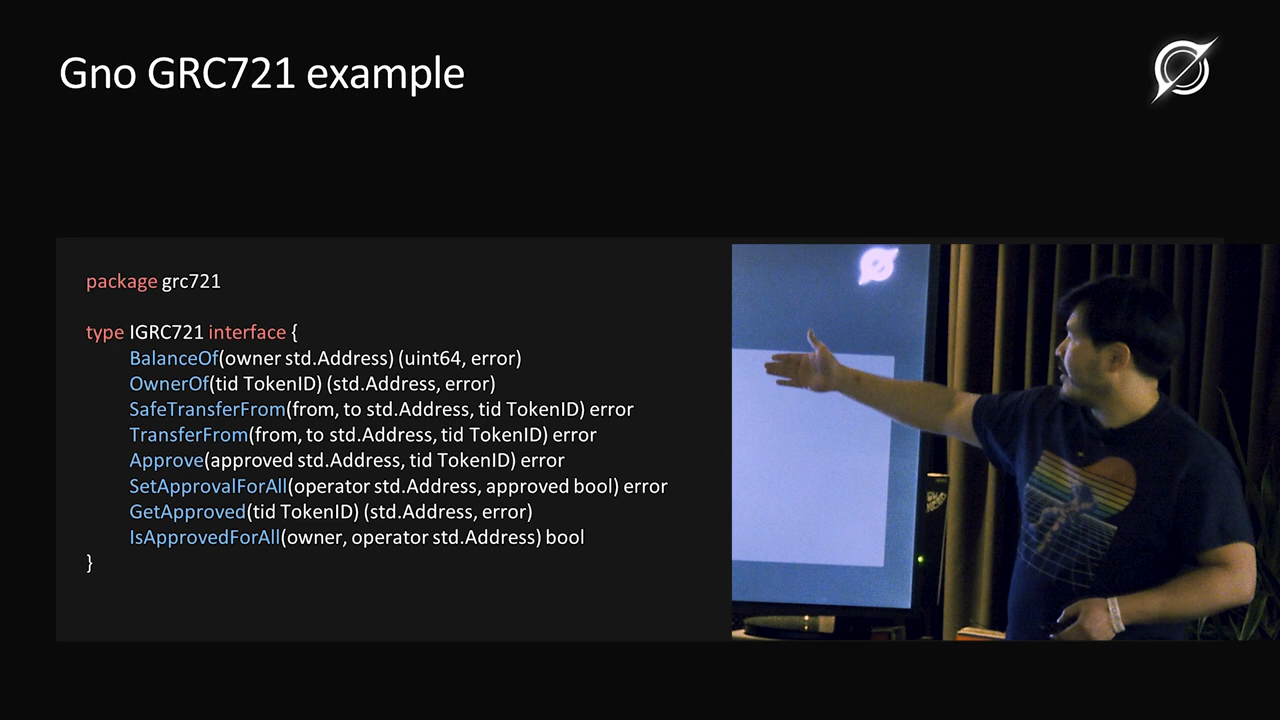 Gno GRC721 example
package grc721
type IGRC721 interface {
BalanceOf(owner std.Address) (uint64, error)
OwnerOf(tid TokenID) (std.Address, error)
SafeTransferFrom(from, to std.Address, tid TokenID) error
TransferFrom(from, to std.Address, tid TokenID) error
Approve(approved std.Address, tid TokenID) error
SetApprovalForAll(operator std.Address, approved bool) error
GetApproved(tid TokenID) (std.Address, error)
IsApprovedForAll(owner, operator std.Address) bool
}